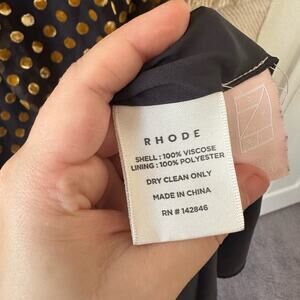 RHODE
SHELL : 100% VISCOSE
LINING : 100% POLYESTER
DRY CLEAN ONLY
MADE IN CHINA
RN # 142846